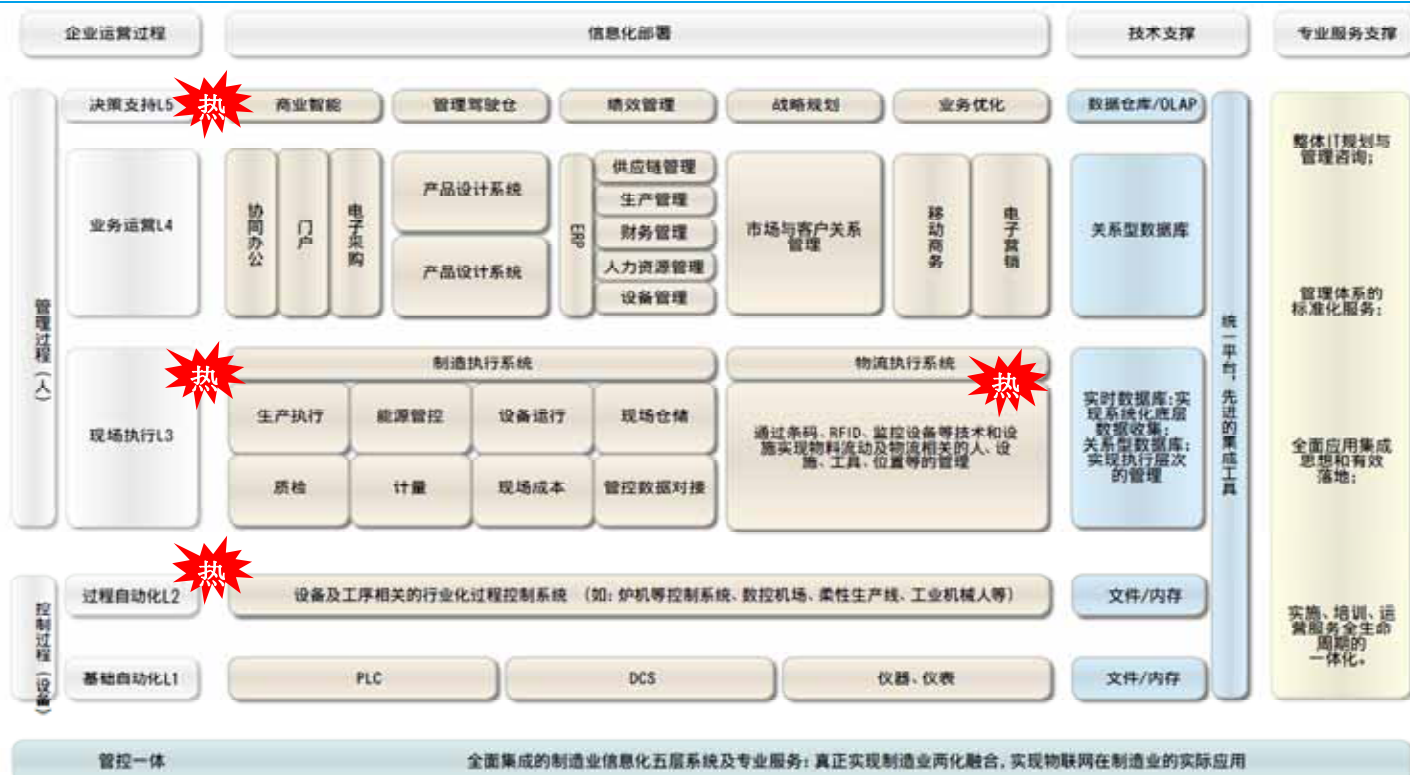 企业运营过程
信息化部署
技术支撑
专业服务支撑
管理过程（人）
决策支持L5
热
商业智能
管理驾驶仓
绩效管理
战略规划
业务优化
数据仓库/OLAP
业务运营L4
协同办公
门户
电子采购
产品设计系统
产品设计系统
ERP
供应链管理
生产管理
财务管理
人力资源管理
设备管理
市场与客户关系
管理
移动商务
电子营销
关系型数据库
现场执行L3
热
制造执行系统
生产执行
能源管控
设备运行
现场仓储
质检
计量
现场成本
管控数据对接
物流执行系统
热
通过条码、RFID、监控设备等技术和设
施实现物料流动及物流相关的人、设
施、工具、位置等的管理
实时数据库:实
现系统化底层
数据收集;
关系型数据库:
实现执行层次
的管理
控制过程（设备）
过程自动化L2
热
设备及工序相关的行业化过程控制系统 （如: 炉机等控制系统、数控机场、柔性生产线、工业机械人等）
文件/内存
基础自动化L1
PLC
DCS
仪器、仪表
文件/内存
统一平台，先进的集成工具
整体IT规划与
管理咨询;
管理体系的
标准化服务;
全面应用集成
思想和有效
落地;
实施、培训、运
营服务全生命
周期的
一体化。
管控一体
全面集成的制造业信息化五层系统及专业服务: 真正实现制造业两化融合, 实现物联网在制造业的实际应用